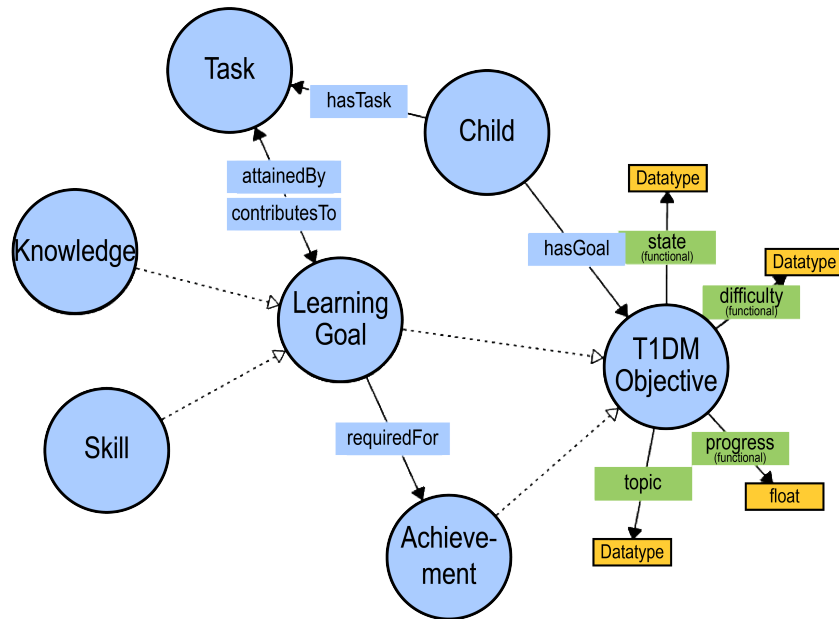 Task
hasTask
Child
attainedBy
contributesTo
Datatype
Knowledge
hasGoal
state
(functional)
Datatype
difficulty
(functional)
Learning
Goal
T1DM
Objective
Skill
requiredFor
progress
(functional)
topic
float
Achieve-
ment
Datatype